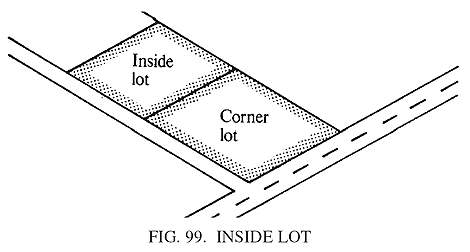 Inside
lot
Corner
lot
FIG. 99. INSIDE LOT